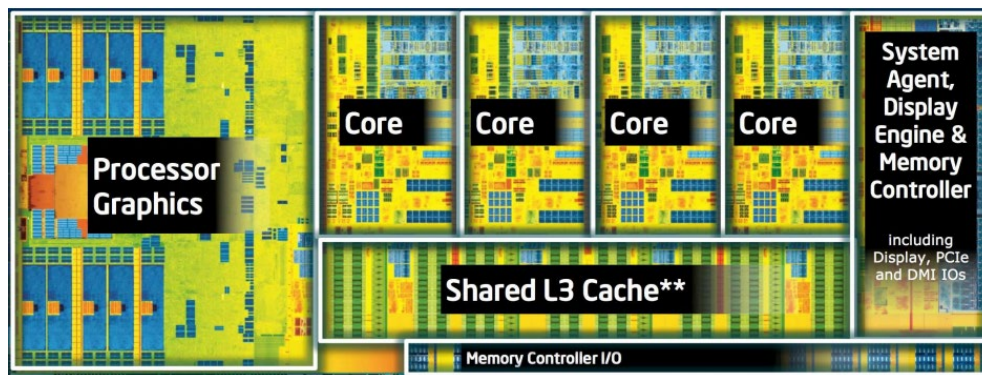 Processor
Graphics
Core
Core
Core
Core
System
Agent,
Display
Engine &
Memory
Controller
including
Display, PCIe
and DMI IOs
Shared L3 Cache**
Memory Controller I/O